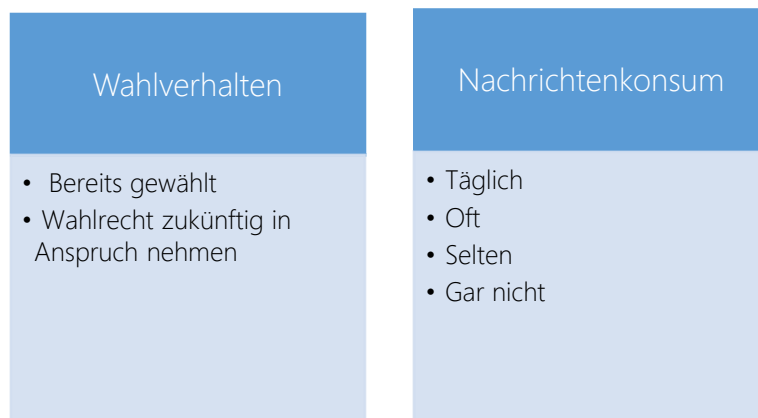 Wahlverhalten
• Bereits gewählt
• Wahlrecht zukünftig in
Anspruch nehmen
Nachrichtenkonsum
• Täglich
• Oft
• Selten
• Gar nicht